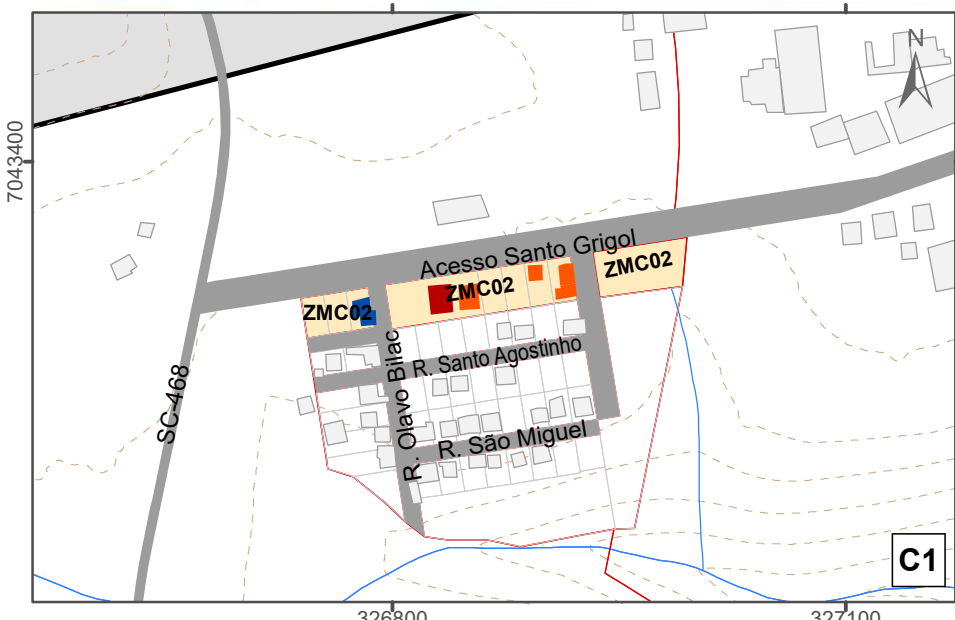 N
7043400
Acesso Santo Grigol
ZMC02
ZMC02
ZMC02
R. Santo Agostinho
R. Olavo Bilac
SC-468
R. São Miguel
C1
326800
327100